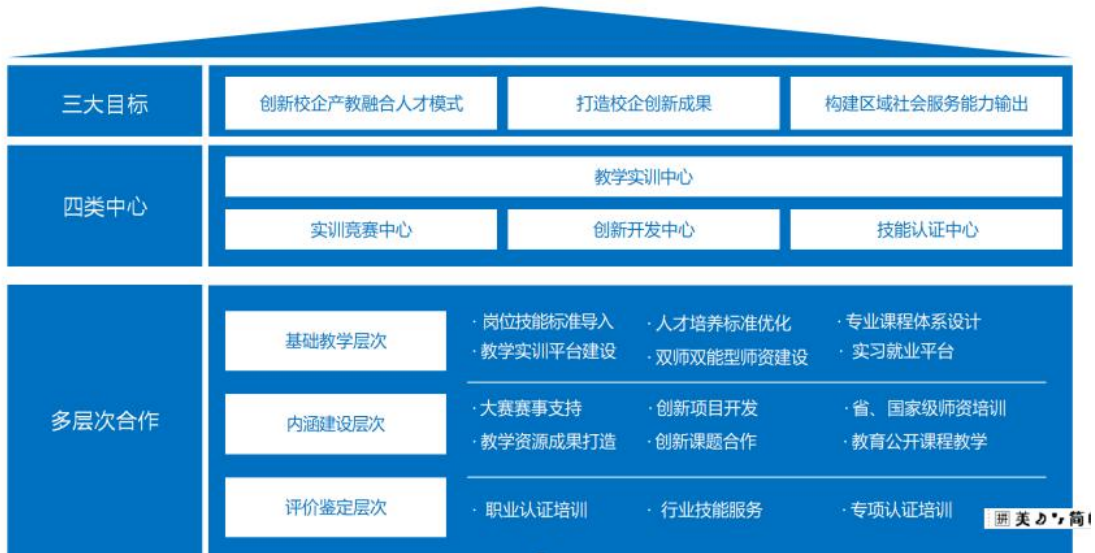 三大目标
创新校企产教融合人才模式
打造校企创新成果
构建区域社会服务能力输出
四类中心
教学实训中心
实训竞赛中心
创新开发中心
技能认证中心
多层次合作
基础教学层次
· 岗位技能标准导入
· 人才培养标准优化
· 专业课程体系设计
· 教学实训平台建设
· 双师双能型师资建设
· 实习就业平台
内涵建设层次
· 大赛赛事支持
· 创新项目开发
· 省、国家级师资培训
· 教学资源成果打造
· 创新课题合作
· 教育公开课程教学
评价鉴定层次
· 职业认证培训
· 行业技能服务
· 专项认证培训
拼 美 简